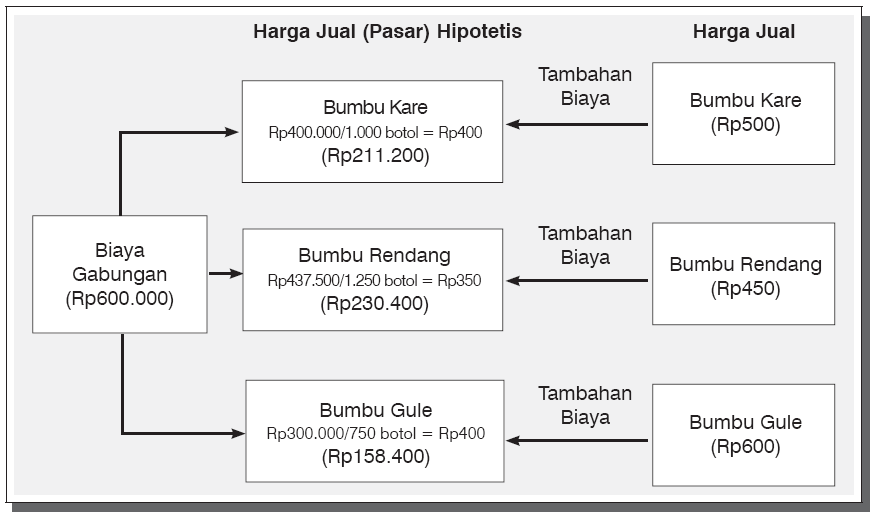 Harga Jual (Pasar) Hipotetis
Harga Jual
Bumbu Kare
Rp400.000/1.000 botol = Rp400
(Rp211.200)
Tambahan
Biaya
Bumbu Kare
(Rp500)
Biaya
Gabungan
(Rp600.000)
Bumbu Rendang
Rp437.500/1.250 botol = Rp350
(Rp230.400)
Tambahan
Biaya
Bumbu Rendang
(Rp450)
Bumbu Gule
Rp300.000/750 botol = Rp400
(Rp158.400)
Tambahan
Biaya
Bumbu Gule
(Rp600)